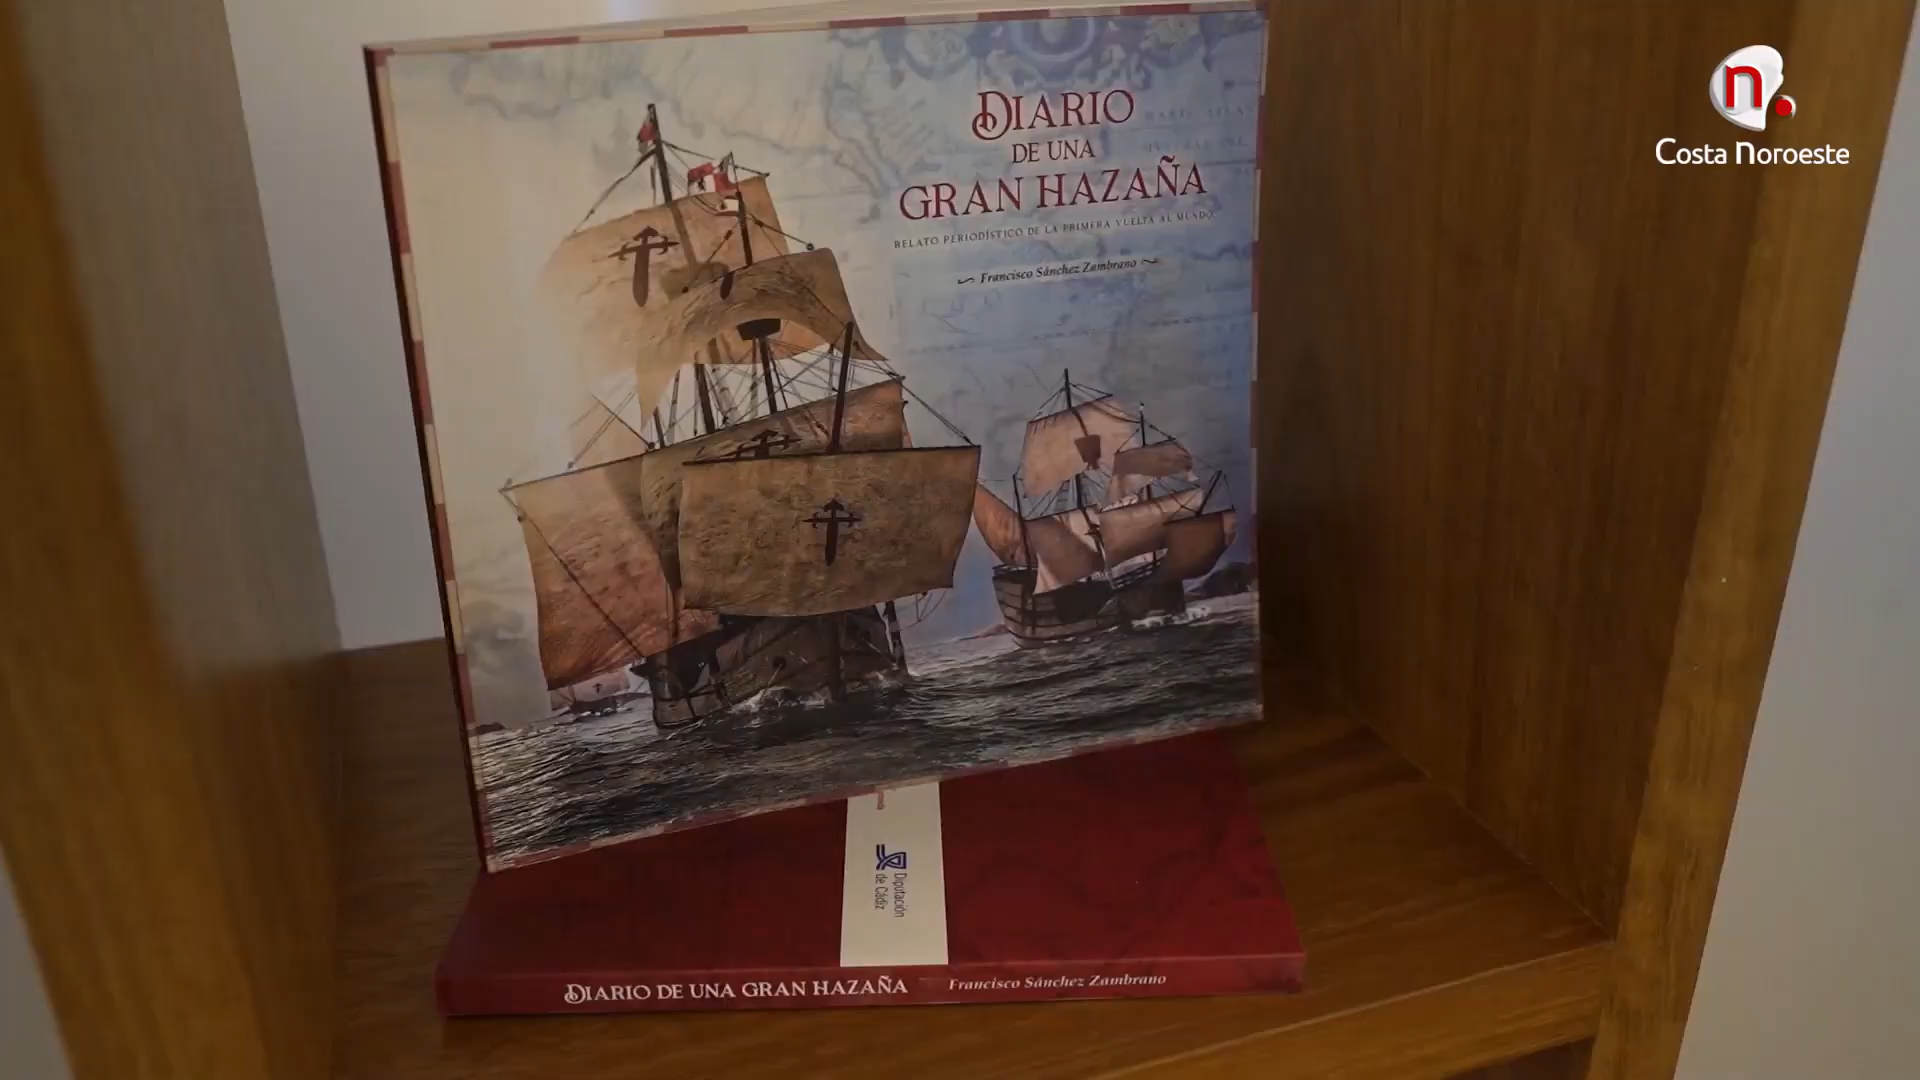 DIARIO
DE UNA
GRAN HAZAÑA
RELATO PERIODÍSTICO DE LA PRIMERA VUELTA AL MUNDO
Francisco Sánchez Zambrano
n.
Costa Noroeste
Diputación
de Cádiz
DIARIO DE UNA GRAN HAZAÑA Francisco Sánchez Zambrano